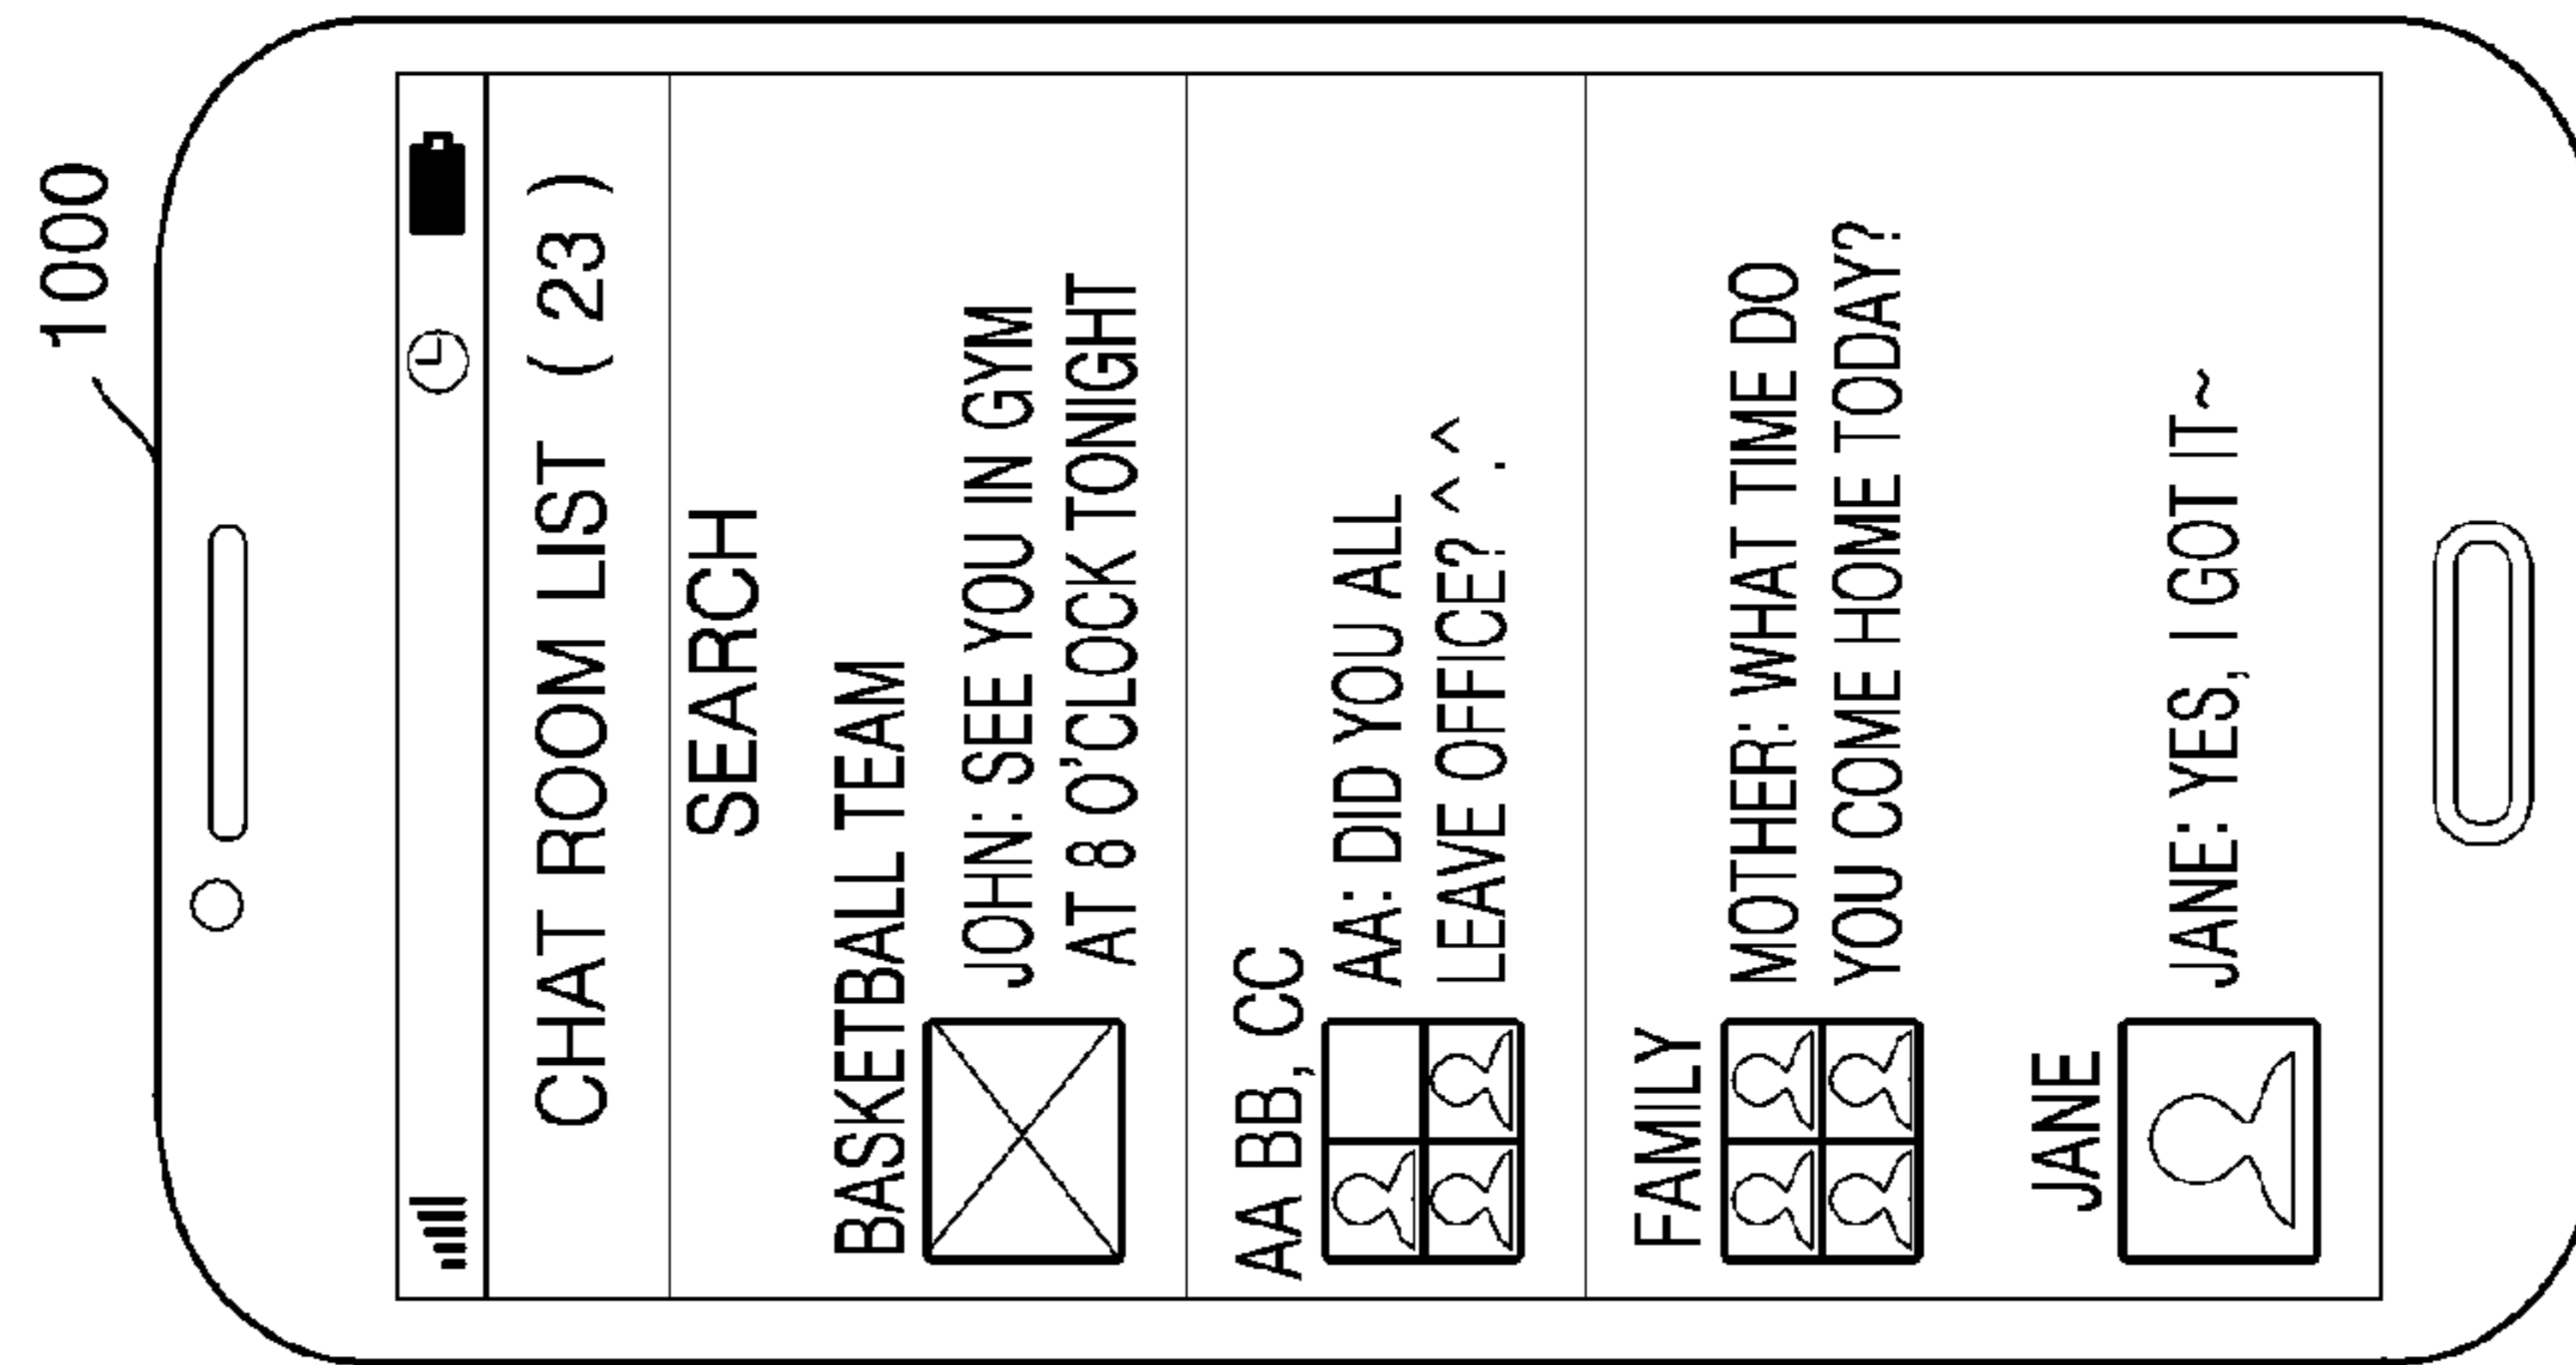 1000
CHAT ROOM LIST ( 23 )
SEARCH
BASKETBALL TEAM
JOHN: SEE YOU IN GYM
AT 8 O'CLOCK TONIGHT
AA BB, CC
AA: DID YOU ALL
LEAVE OFFICE? ^.^
FAMILY
MOTHER: WHAT TIME DO
YOU COME HOME TODAY?
JANE
JANE: YES, I GOT IT~